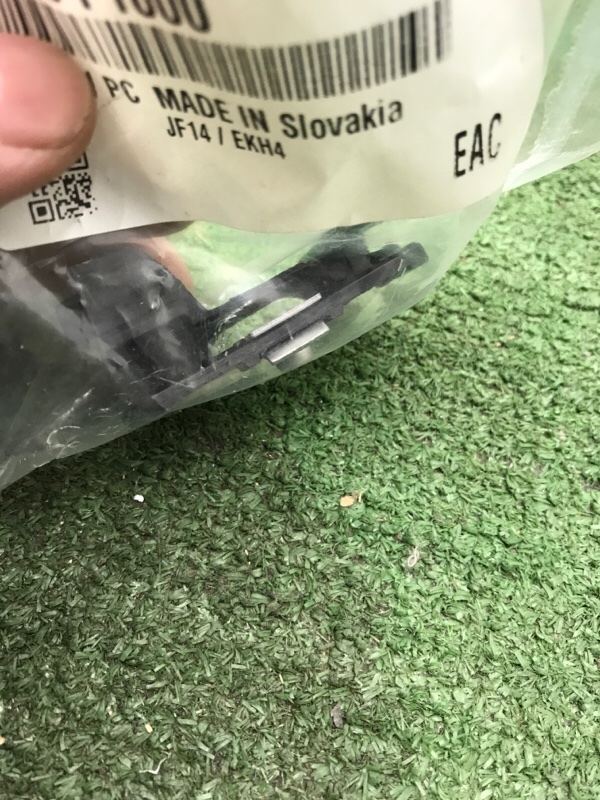 PC MADE IN Slovakia
JF14 / EKH4
EAC